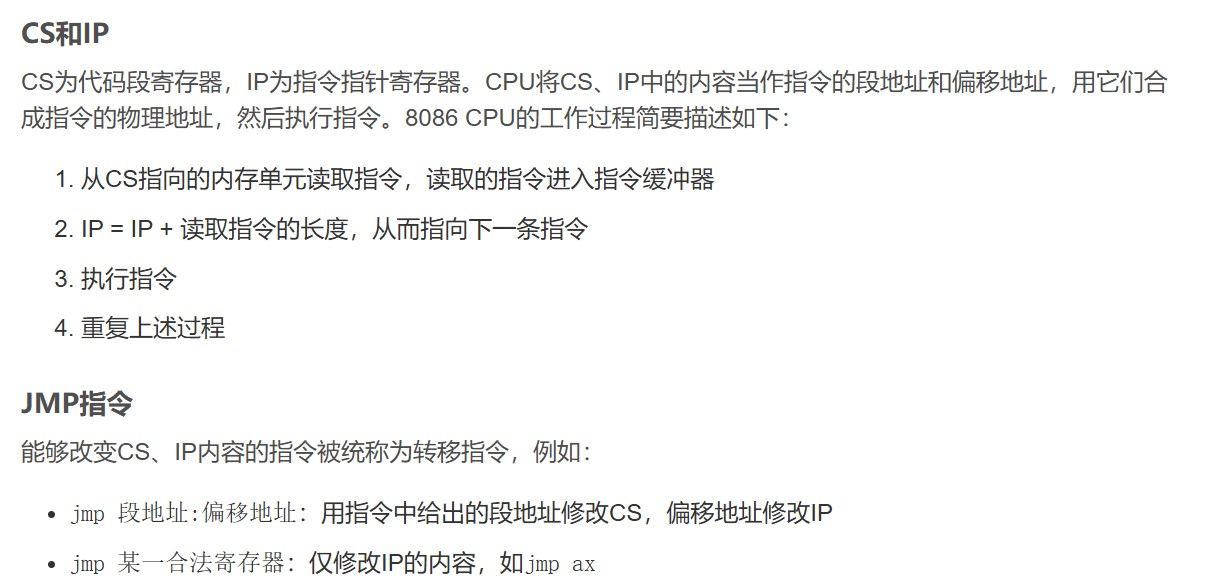 CS和IP
CS为代码段寄存器，IP为指令指针寄存器。CPU将CS、IP中的内容当作指令的段地址和偏移地址，用它们合
成指令的物理地址，然后执行指令。8086 CPU的工作过程简要描述如下：
1. 从CS指向的内存单元读取指令，读取的指令进入指令缓冲器
2. IP = IP + 读取指令的长度，从而指向下一条指令
3. 执行指令
4. 重复上述过程
JMP指令
能够改变CS、IP内容的指令被统称为转移指令，例如：
• jmp 段地址:偏移地址：用指令中给出的段地址修改CS，偏移地址修改IP
• jmp 某一合法寄存器：仅修改IP的内容，如jmp ax